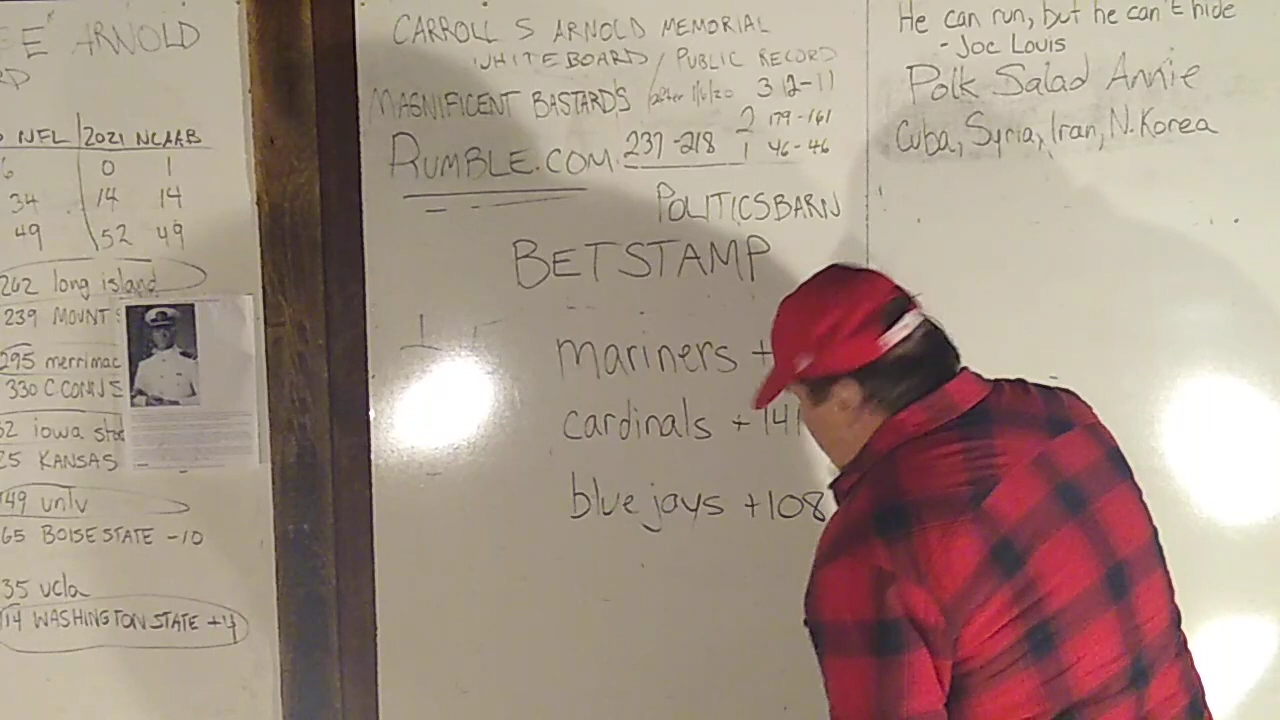 E ARNOLD
NFL 2021 NCAAB
6 0 1
34 14 14
49 52 49
262 long island
239 MOUNT S
295 merrimac
330 C CONN
iowa sta
25 KANSAS
49 unlv
65 BOISE STATE -10
35 ucla
14 WASHINGTON STATE +4
CARROLL S ARNOLD MEMORIAL
WHITEBOARD / PUBLIC RECORD
MAGNIFICENT BASTARDS after 1/6/20 3 12-11
2 179-161
RUMBLE.COM 237-218 1 46-46
POLITICSBARN
BETSTAMP
mariners +
cardinals +141
blue jays +108
He can run, but he can't hide
- Joe Louis
Polk Salad Annie
Cuba, Syria, Iran, N. Korea